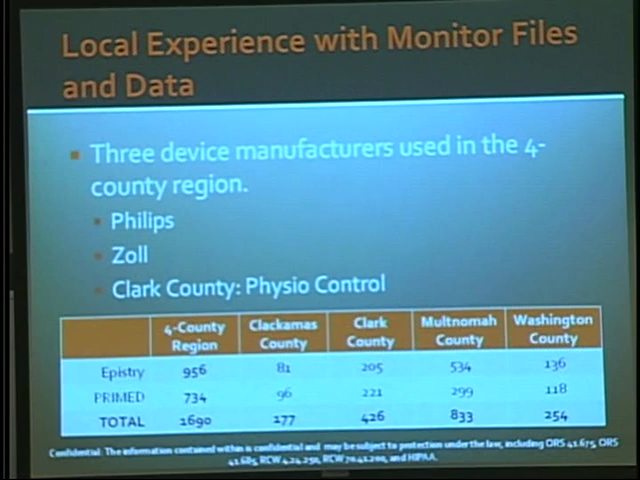 Local Experience with Monitor Files
and Data
Three device manufacturers used in the 4-
county region.
Philips
Zoll
Clark County: Physio Control
4-County Region Clackamas County Clark County Multnomah County Washington County
Epistry 956 81 205 534 136
PRIMED 734 96 221 299 118
TOTAL 1690 177 426 833 254
Confidential: The information contained within is confidential and may be subject to protection under the law, including ORS 41.675, ORS
41.685, RCW 4.24.250, RCW 70.41.200, and HIPAA.